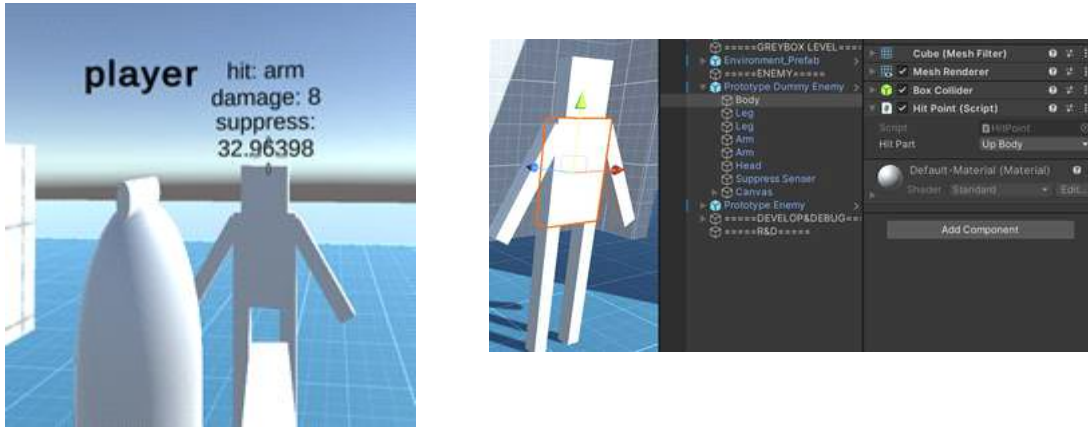 player
hit: arm
damage: 8
suppress:
32.96398
=====GREYBOX LEVEL====
Environment_Prefab
=====ENEMY=====
Prototype Dummy Enemy
Body
Leg
Leg
Arm
Arm
Head
Suppress Senser
Canvas
Prototype Enemy
=====DEVELOP&DEBUG==
=====R&D=====
Cube (Mesh Filter)
Mesh Renderer
Box Collider
# Hit Point (Script)
Script HitPoint
Hit Part Up Body
Default-Material (Material)
Shader Standard Edit...
Add Component